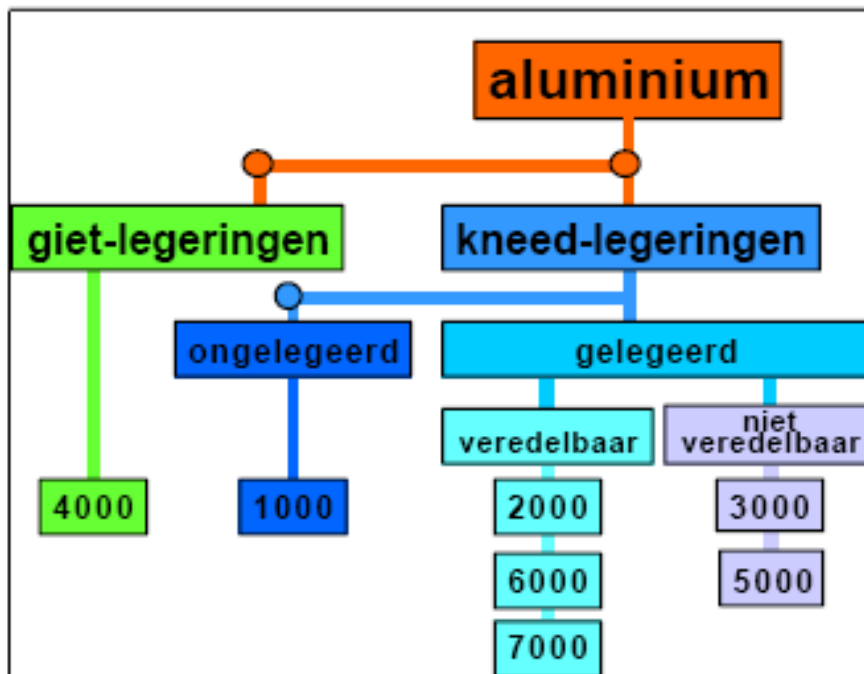 aluminium
giet-legeringen
kneed-legeringen
ongelegeerd
gelegeerd
veredelbaar
niet
veredelbaar
4000
1000
2000
3000
6000
5000
7000